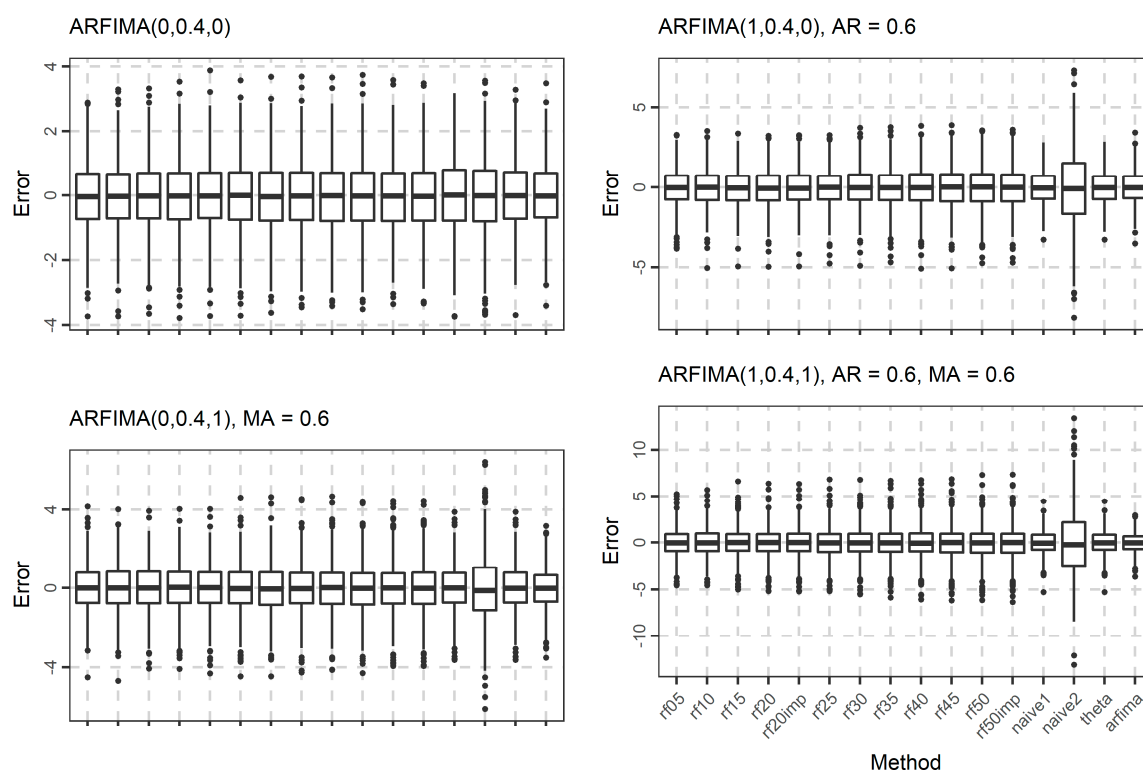 ARFIMA(0,0.4,0)
4
2
0
-2
-4
Error
ARFIMA(1,0.4,0), AR = 0.6
5
0
-5
Error
ARFIMA(0,0.4,1), MA = 0.6
4
0
-4
Error
ARFIMA(1,0.4,1), AR = 0.6, MA = 0.6
10
5
0
-5
-10
Error
rf05
rf10
rf15
rf20
rf20imp
rf25
rf30
rf35
rf40
rf45
rf50
rf50imp
naive1
naive2
theta
arfima
Method